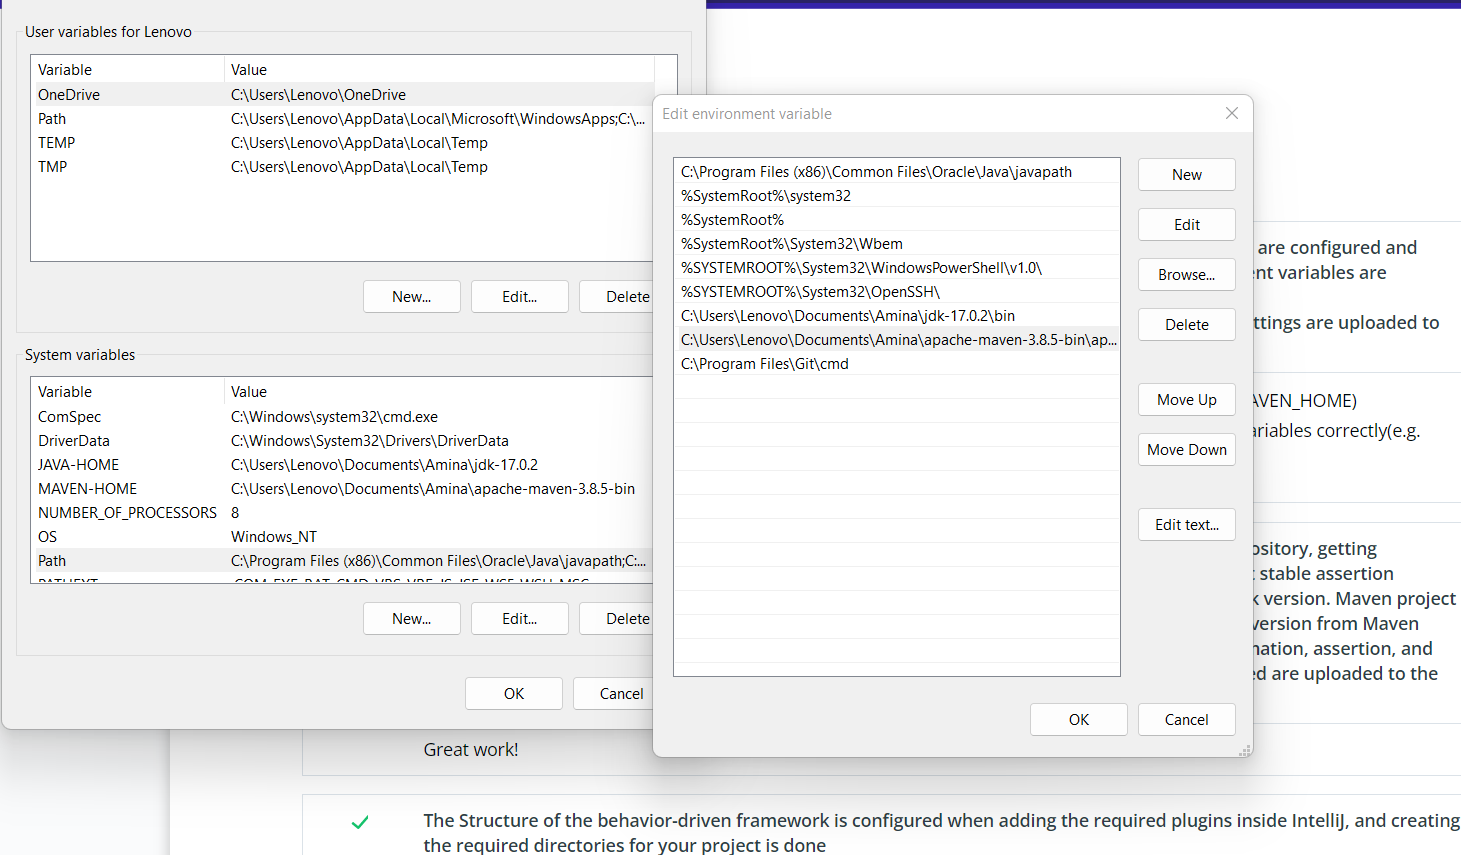 User variables for Lenovo
Variable Value
OneDrive C:\Users\Lenovo\OneDrive
Path C:\Users\Lenovo\AppData\Local\Microsoft\WindowsApps;C:\...
TEMP C:\Users\Lenovo\AppData\Local\Temp
TMP C:\Users\Lenovo\AppData\Local\Temp
New... Edit... Delete
System variables
Variable Value
ComSpec C:\Windows\system32\cmd.exe
DriverData C:\Windows\System32\Drivers\DriverData
JAVA-HOME C:\Users\Lenovo\Documents\Amina\jdk-17.0.2
MAVEN-HOME C:\Users\Lenovo\Documents\Amina\apache-maven-3.8.5-bin
NUMBER_OF_PROCESSORS 8
OS Windows_NT
Path C:\Program Files (x86)\Common Files\Oracle\Java\javapath;C:...
New... Edit... Delete
OK Cancel
Edit environment variable
C:\Program Files (x86)\Common Files\Oracle\Java\javapath
%SystemRoot%\system32
%SystemRoot%
%SystemRoot%\System32\Wbem
%SYSTEMROOT%\System32\WindowsPowerShell\v1.0\
%SYSTEMROOT%\System32\OpenSSH\
C:\Users\Lenovo\Documents\Amina\jdk-17.0.2\bin
C:\Users\Lenovo\Documents\Amina\apache-maven-3.8.5-bin\ap...
C:\Program Files\Git\cmd
New
Edit
Browse...
Delete
Move Up
Move Down
Edit text...
OK Cancel
are configured and
variables are
are uploaded to
AVEN_HOME)
correctly(e.g.
getting
stable assertion
version. Maven project
version from Maven
assertion, and
are uploaded to the
Great work!
The Structure of the behavior-driven framework is configured when adding the required plugins inside IntelliJ, and creating
the required directories for your project is done